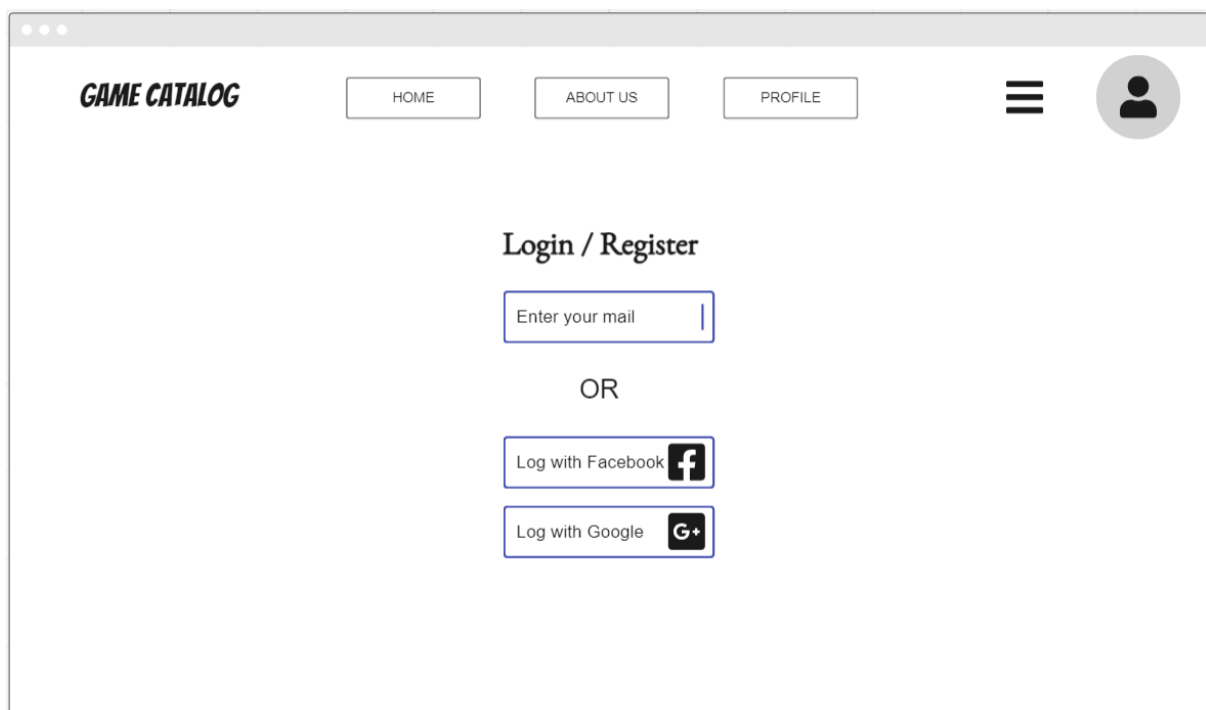 GAME CATALOG
HOME
ABOUT US
PROFILE
Login / Register
Enter your mail
OR
Log with Facebook
Log with Google
G+